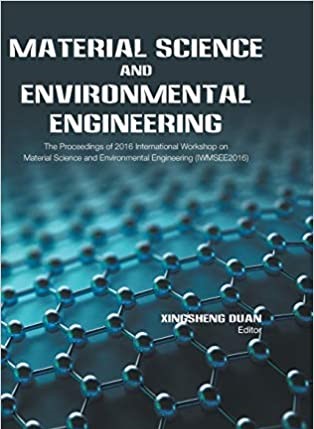 MATERIAL SCIENCE
AND
ENVIRONMENTAL
ENGINEERING
The Proceedings of 2016 International Workshop on
Material Science and Environmental Engineering (IWMSEE2016)
XINGSHENG DUAN
Editor